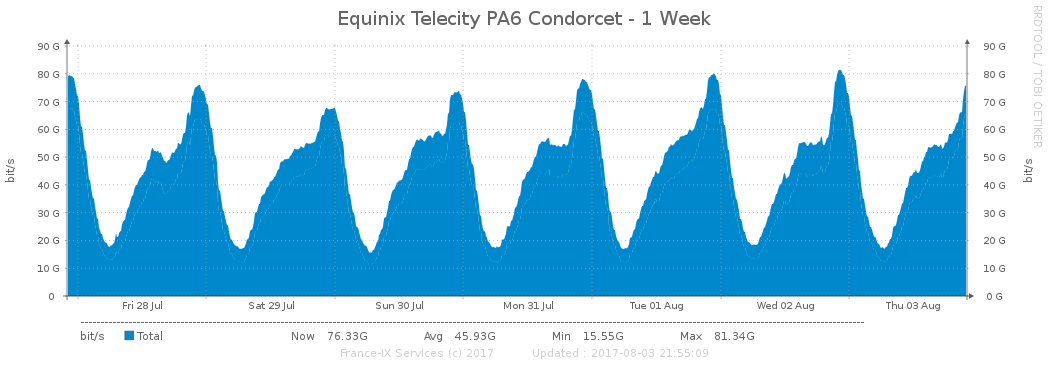 Equinix Telecity PA6 Condorcet - 1 Week
RRDTOOL / TOBI OETIKER
90 G 90 G
80 G 80 G
70 G 70 G
60 G 60 G
50 G 50 G
40 G 40 G
30 G 30 G
20 G 20 G
10 G 10 G
0 0 G
bit/s
bit/s
Fri 28 Jul Sat 29 Jul Sun 30 Jul Mon 31 Jul Tue 01 Aug Wed 02 Aug Thu 03 Aug
bit/s Total Now 76.33G Avg 45.93G Min 15.55G Max 81.34G
France-IX Services (c) 2017 Updated : 2017-08-03 21:55:09